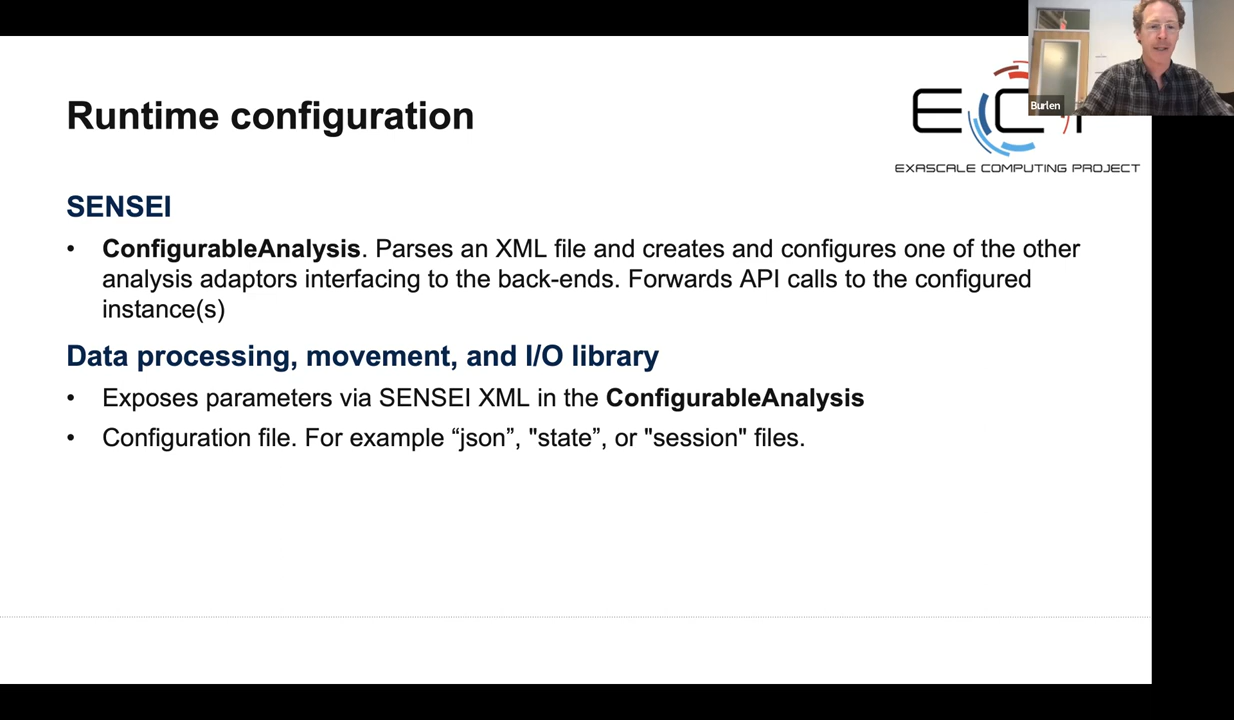 Burlen
Runtime configuration
EXASCALE COMPUTING PROJECT
SENSEI
• ConfigurableAnalysis. Parses an XML file and creates and configures one of the other
analysis adaptors interfacing to the back-ends. Forwards API calls to the configured
instance(s)
Data processing, movement, and I/O library
• Exposes parameters via SENSEI XML in the ConfigurableAnalysis
• Configuration file. For example “json”, "state”, or "session" files.